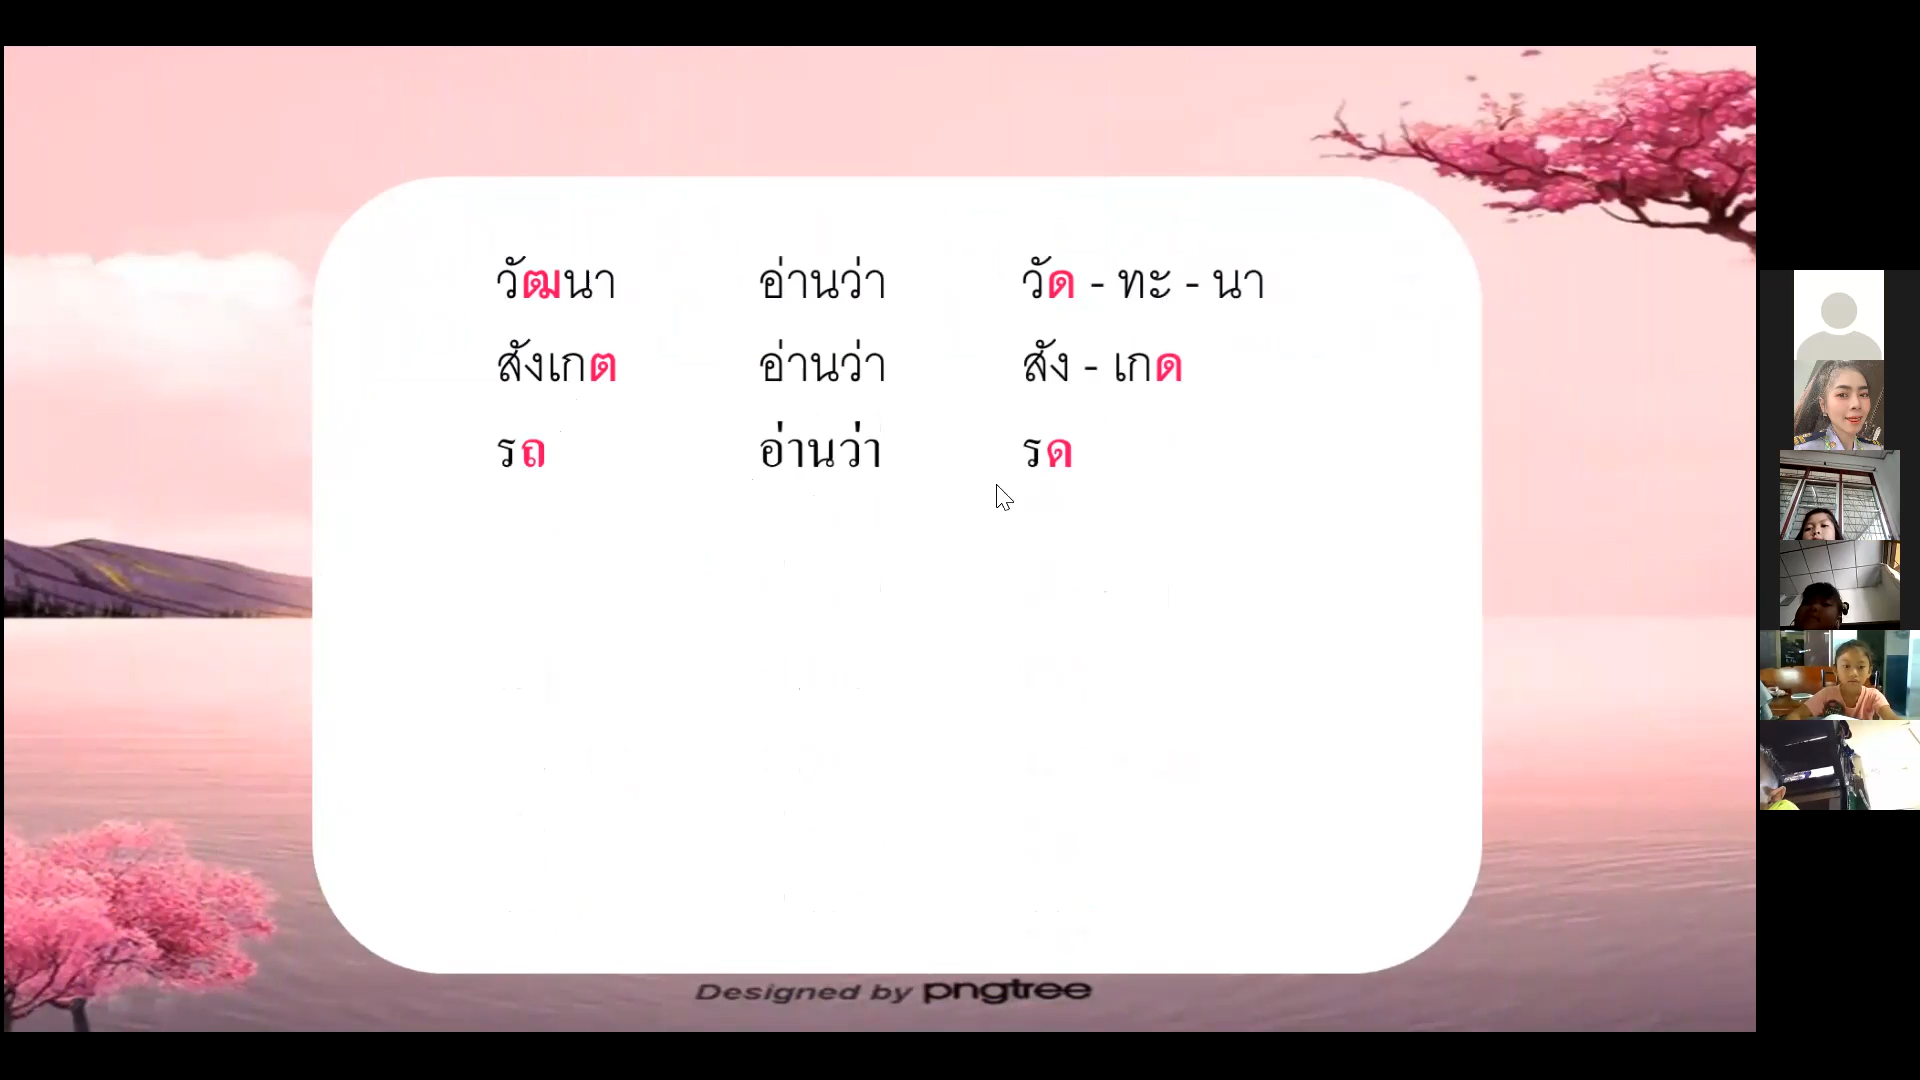 วัฒนา อ่านว่า วัด - ทะ - นา
สังเกต อ่านว่า สัง - เกด
รถ อ่านว่า รด
Designed by pngtree